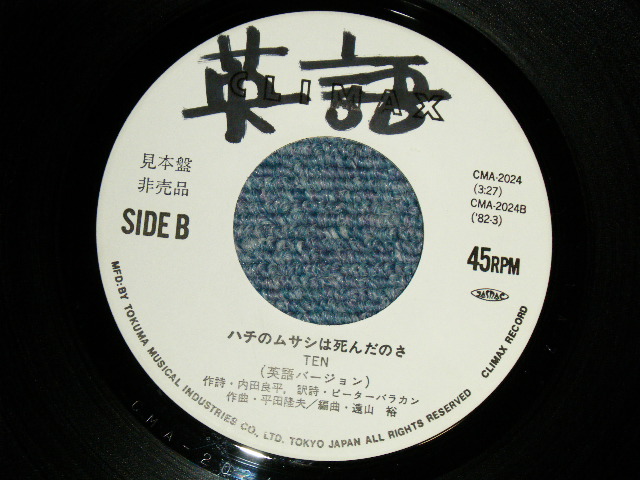 英語
CLIMAX
見本盤
非売品
SIDE B
CMA-2024
(3:27)
CMA-2024B
('82·3)
45RPM
JASRAC
ハチのムサシは死んだのさ
TEN
(英語バージョン)
作詩・内田良平, 訳詩・ピーターバラカン
作曲・平田隆夫/編曲・遠山 裕
MFD: BY TOKUMA MUSICAL INDUSTRIES CO., LTD. TOKYO JAPAN ALL RIGHTS RESERVED CLIMAX RECORD